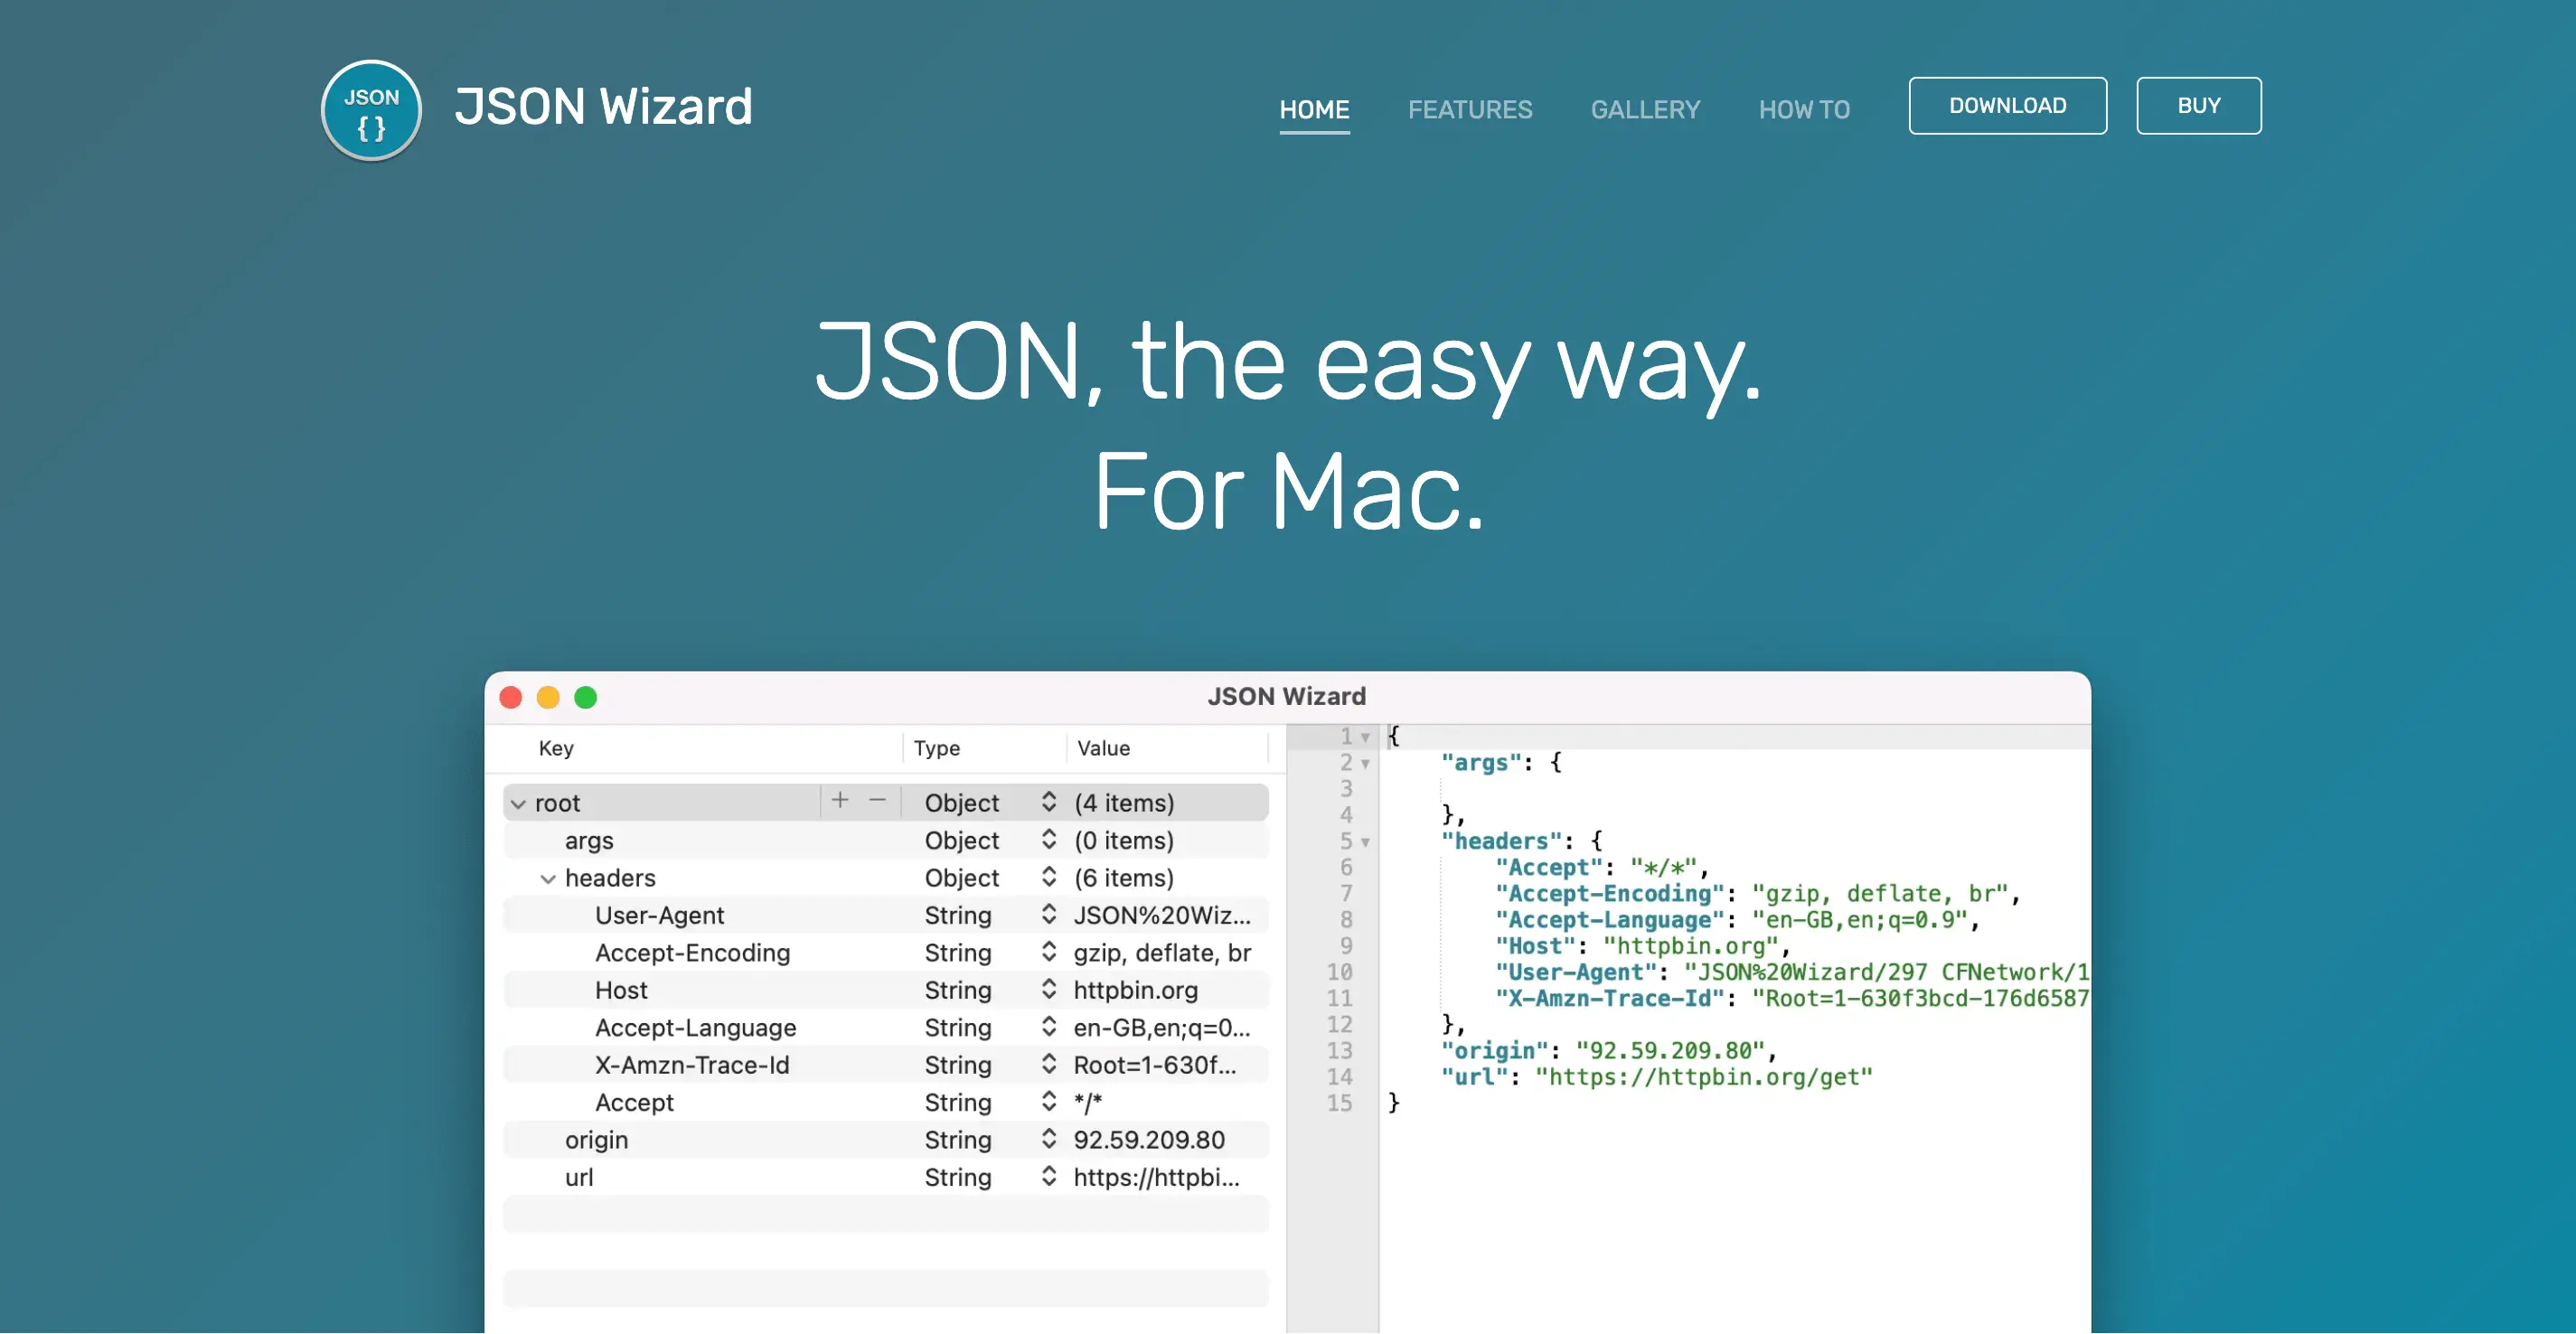 JSON
{ }
JSON Wizard
HOME FEATURES GALLERY HOW TO DOWNLOAD BUY
JSON, the easy way.
For Mac.
JSON Wizard
Key Type Value
root + − Object (4 items)
args Object (0 items)
headers Object (6 items)
User-Agent String JSON%20Wiz...
Accept-Encoding String gzip, deflate, br
Host String httpbin.org
Accept-Language String en-GB,en;q=0...
X-Amzn-Trace-Id String Root=1-630f...
Accept String */*
origin String 92.59.209.80
url String https://httpbi...
1 {
2 "args": {
3
4 },
5 "headers": {
6 "Accept": "*/*",
7 "Accept-Encoding": "gzip, deflate, br",
8 "Accept-Language": "en-GB,en;q=0.9",
9 "Host": "httpbin.org",
10 "User-Agent": "JSON%20Wizard/297 CFNetwork/1
11 "X-Amzn-Trace-Id": "Root=1-630f3bcd-176d6587
12 },
13 "origin": "92.59.209.80",
14 "url": "https://httpbin.org/get"
15 }